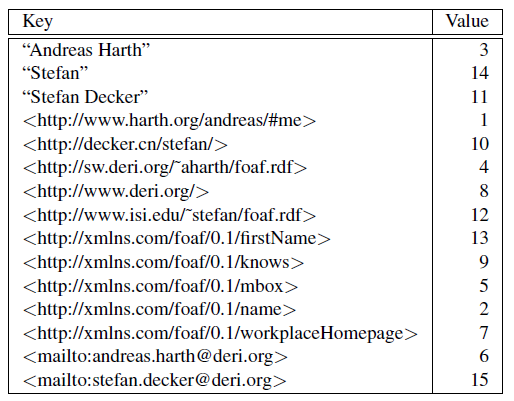 Key Value
“Andreas Harth” 3
“Stefan” 14
“Stefan Decker” 11
<http://www.harth.org/andreas/#me> 1
<http://decker.cn/stefan/> 10
<http://sw.deri.org/˜aharth/foaf.rdf> 4
<http://www.deri.org/> 8
<http://www.isi.edu/˜stefan/foaf.rdf> 12
<http://xmlns.com/foaf/0.1/firstName> 13
<http://xmlns.com/foaf/0.1/knows> 9
<http://xmlns.com/foaf/0.1/mbox> 5
<http://xmlns.com/foaf/0.1/name> 2
<http://xmlns.com/foaf/0.1/workplaceHomepage> 7
<mailto:andreas.harth@deri.org> 6
<mailto:stefan.decker@deri.org> 15